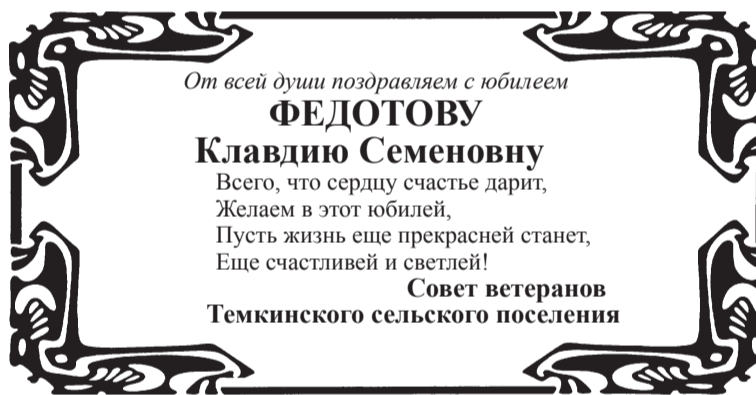 От всей души поздравляем с юбилеем
ФЕДОТОВУ
Клавдию Семеновну
Всего, что сердцу счастье дарит,
Желаем в этот юбилей,
Пусть жизнь еще прекрасней станет,
Еще счастливей и светлей!
Совет ветеранов
Темкинского сельского поселения